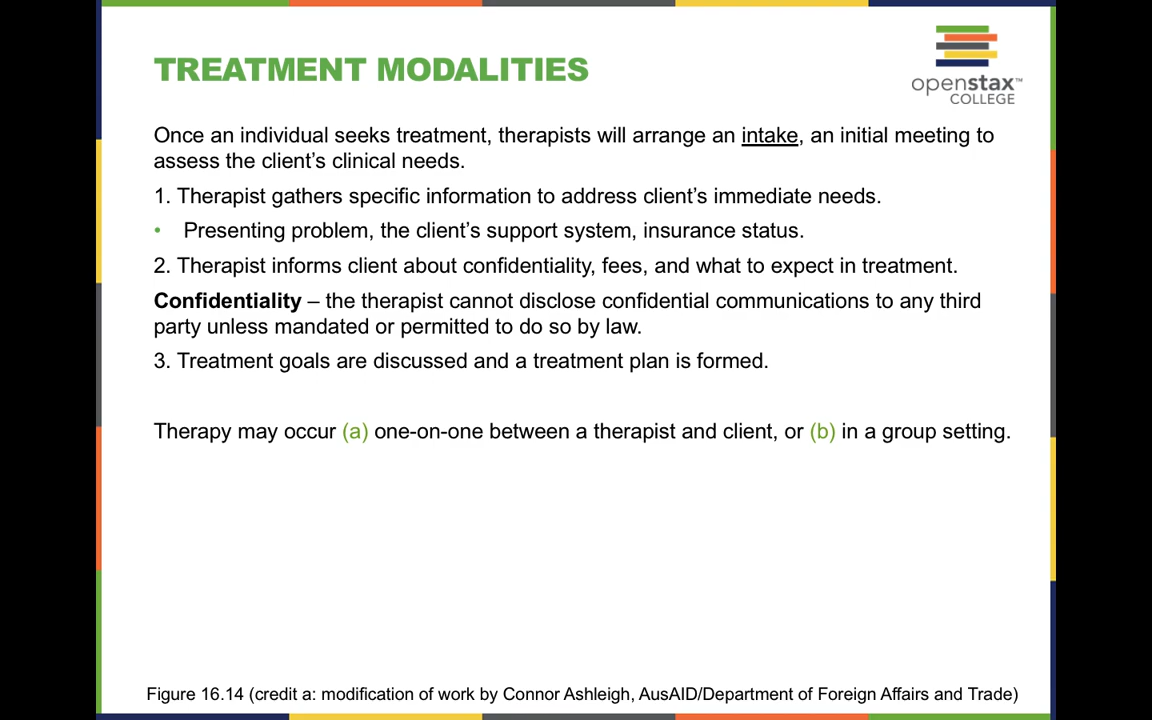 TREATMENT MODALITIES
openstax™
COLLEGE
Once an individual seeks treatment, therapists will arrange an intake, an initial meeting to
assess the client’s clinical needs.
1. Therapist gathers specific information to address client’s immediate needs.
• Presenting problem, the client’s support system, insurance status.
2. Therapist informs client about confidentiality, fees, and what to expect in treatment.
Confidentiality – the therapist cannot disclose confidential communications to any third
party unless mandated or permitted to do so by law.
3. Treatment goals are discussed and a treatment plan is formed.
Therapy may occur (a) one-on-one between a therapist and client, or (b) in a group setting.
Figure 16.14 (credit a: modification of work by Connor Ashleigh, AusAID/Department of Foreign Affairs and Trade)